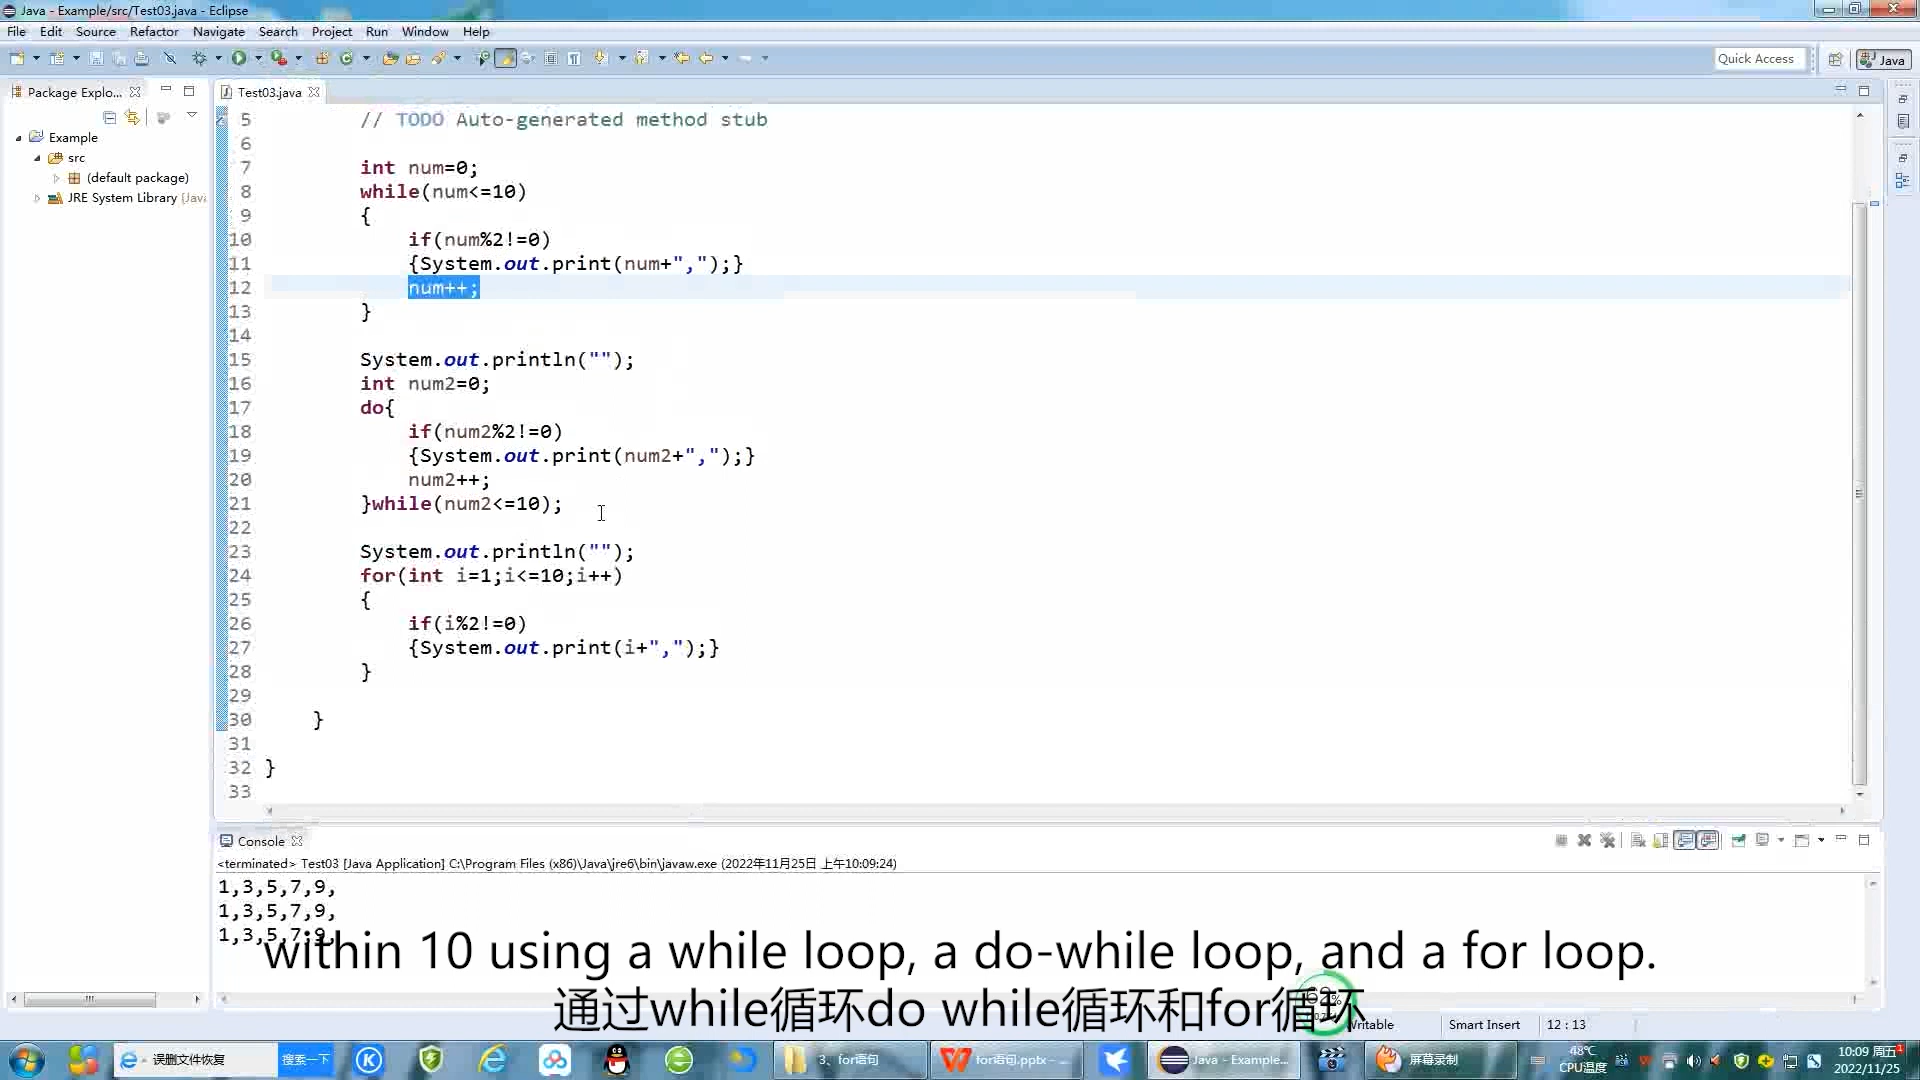 Java - Example/src/Test03.java - Eclipse
File Edit Source Refactor Navigate Search Project Run Window Help
Quick Access
Java
Package Explo...
Test03.java
Example
src
(default package)
JRE System Library [Java
5 // TODO Auto-generated method stub
6
7 int num=0;
8 while(num<=10)
9 {
10 if(num%2!=0)
11 {System.out.print(num+",");}
12 num++;
13 }
14
15 System.out.println("");
16 int num2=0;
17 do{
18 if(num2%2!=0)
19 {System.out.print(num2+",");}
20 num2++;
21 }while(num2<=10);
22
23 System.out.println("");
24 for(int i=1;i<=10;i++)
25 {
26 if(i%2!=0)
27 {System.out.print(i+",");}
28 }
29
30 }
31
32 }
33
Console
<terminated> Test03 [Java Application] C:\Program Files (x86)\Java\jre6\bin\javaw.exe (2022年11月25日 上午10:09:24)
1,3,5,7,9,
1,3,5,7,9,
1,3,5,7,9,
within 10 using a while loop, a do-while loop, and a for loop.
通过while循环do while循环和for循环
Smart Insert
12 : 13
误删文件恢复
搜索一下
3、for语句
for语句.pptx - ...
Java - Example...
屏幕录制
48℃
CPU温度
10:09 周五
2022/11/25